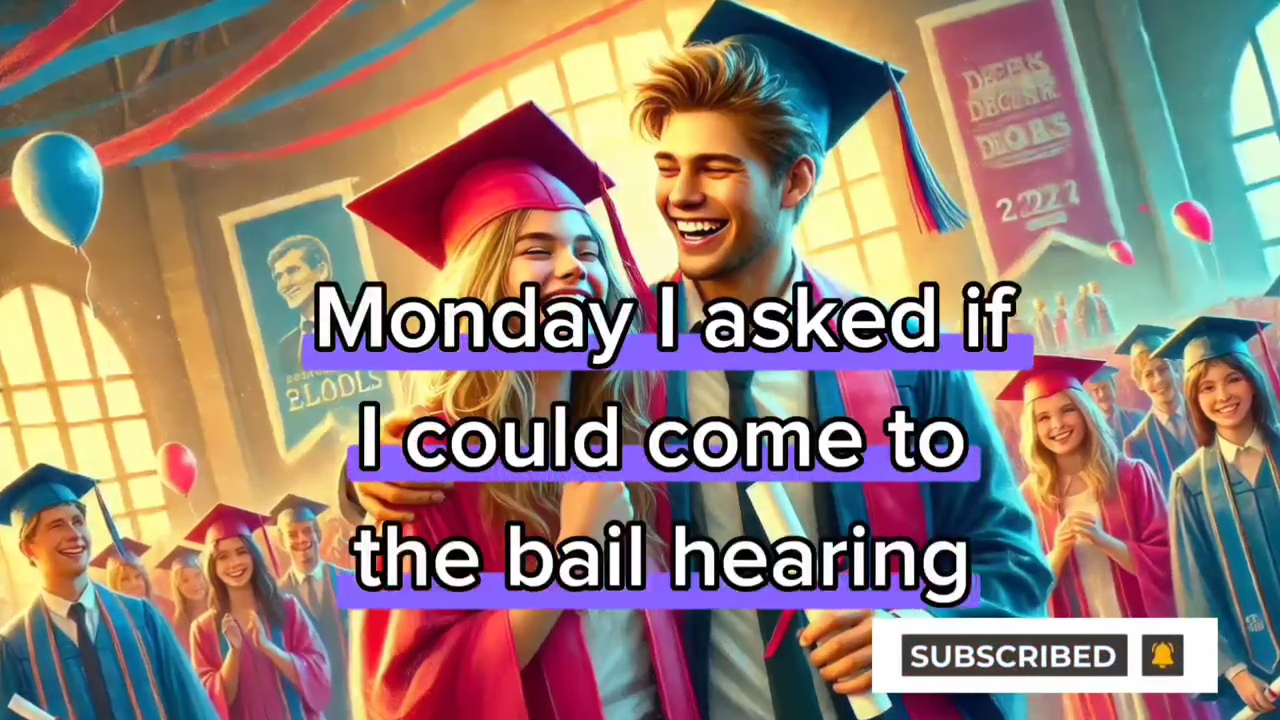 Monday I asked if
I could come to
the bail hearing
SUBSCRIBED